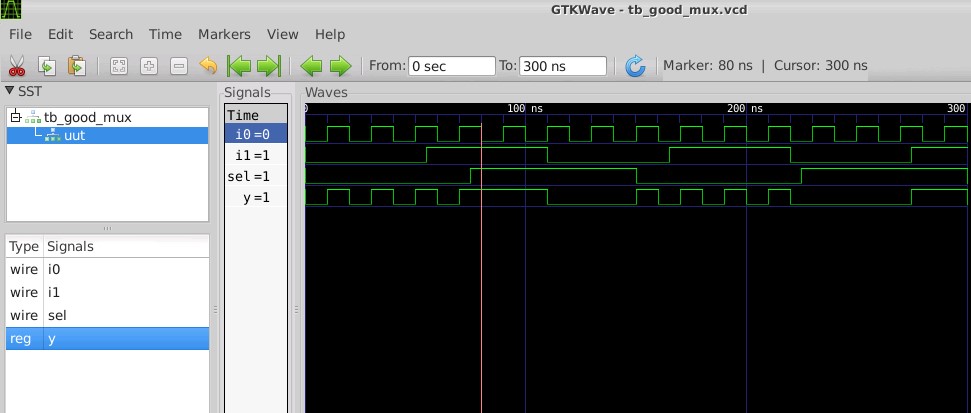 GTKWave - tb_good_mux.vcd
File Edit Search Time Markers View Help
From: 0 sec To: 300 ns Marker: 80 ns | Cursor: 300 ns
SST
tb_good_mux
uut
Type Signals
wire i0
wire i1
wire sel
reg y
Signals
Time
i0=0
i1=1
sel=1
y=1
Waves
0 100 ns 200 ns 300